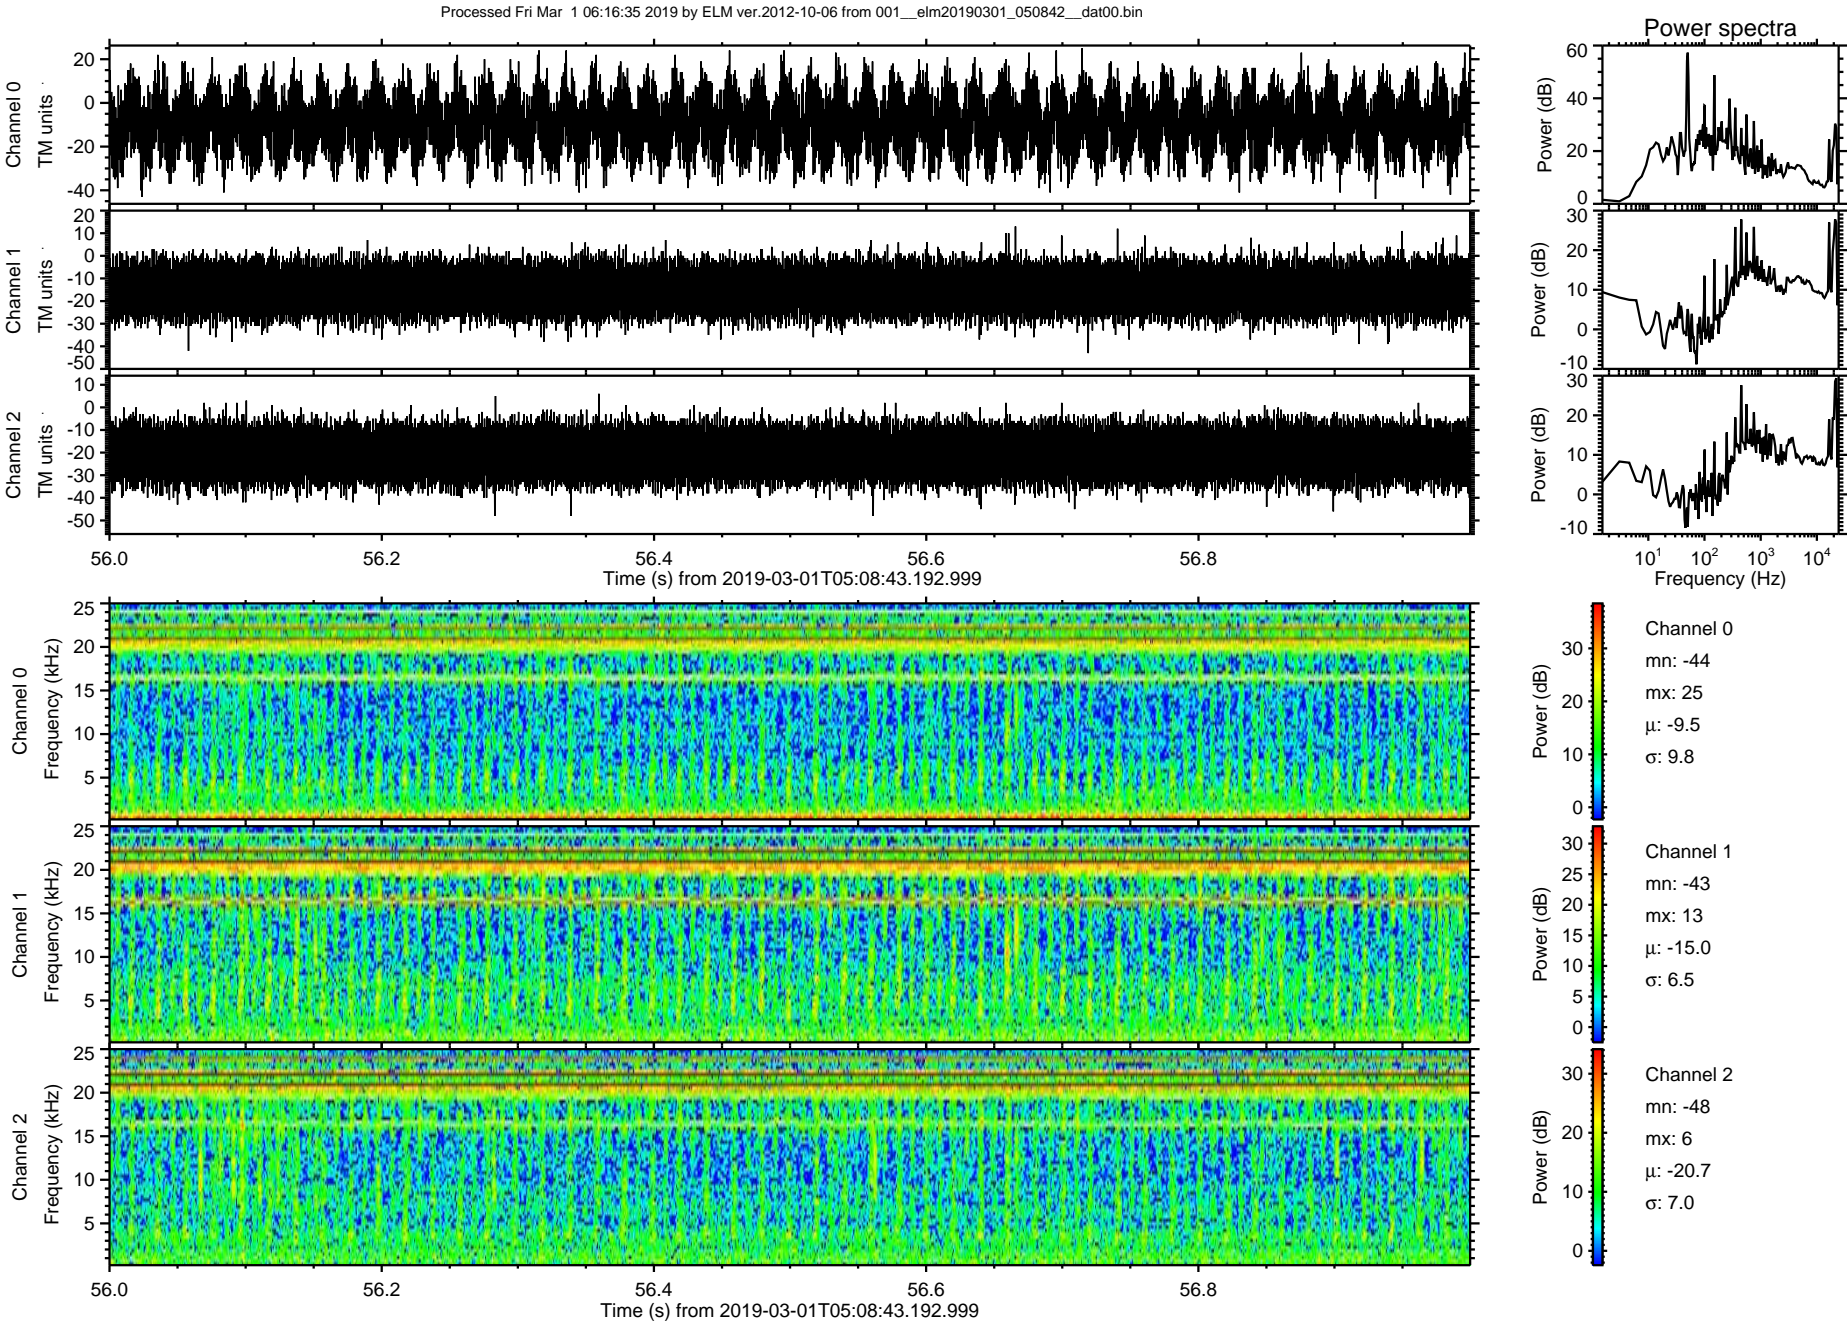 Processed Fri Mar  1 06:16:35 2019 by ELM ver.2012-10-06 from 001__elm20190301_050842__dat00.bin
Power spectra
Channel 0
TM units
20
0
-20
-40
Power (dB)
60
40
20
0
Channel 1
TM units
20
10
0
-10
-20
-30
-40
-50
Power (dB)
30
20
10
0
-10
Channel 2
TM units
10
0
-10
-20
-30
-40
-50
Power (dB)
30
20
10
0
-10
56.0 56.2 56.4 56.6 56.8
Time (s) from 2019-03-01T05:08:43.192.999
10¹ 10² 10³ 10⁴
Frequency (Hz)
Channel 0
Frequency (kHz)
25
20
15
10
5
Power (dB)
30
20
10
0
Channel 0
mn: -44
mx: 25
μ: -9.5
σ: 9.8
Channel 1
Frequency (kHz)
25
20
15
10
5
Power (dB)
30
25
20
15
10
5
0
Channel 1
mn: -43
mx: 13
μ: -15.0
σ: 6.5
Channel 2
Frequency (kHz)
25
20
15
10
5
Power (dB)
30
20
10
0
Channel 2
mn: -48
mx: 6
μ: -20.7
σ: 7.0
56.0 56.2 56.4 56.6 56.8
Time (s) from 2019-03-01T05:08:43.192.999